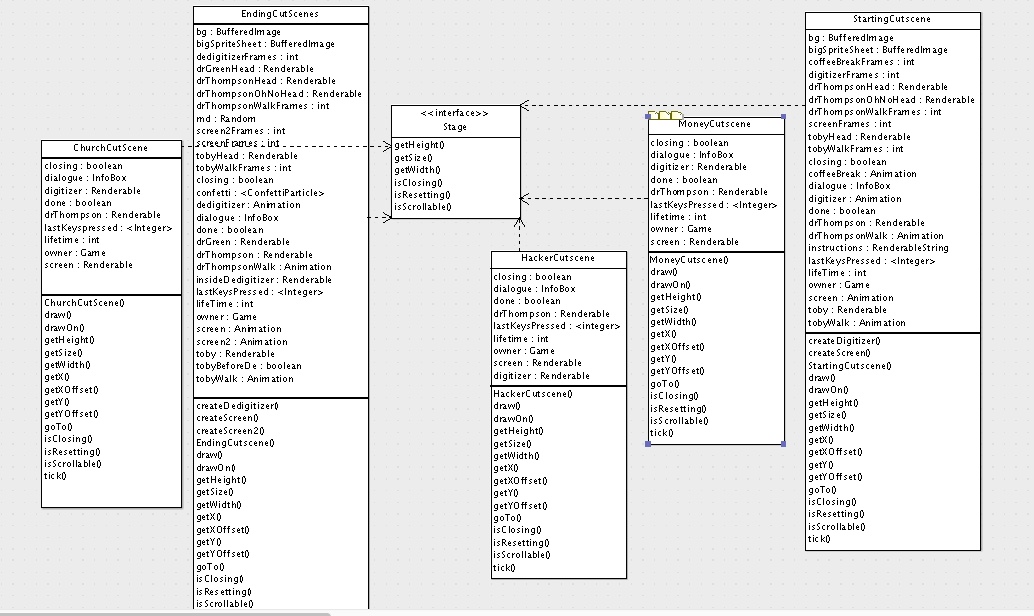 EndingCutScenes
bg : BufferedImage
bigSpriteSheet : BufferedImage
dedigitizerFrames : int
drGreenHead : Renderable
drThompsonHead : Renderable
drThompsonOhNoHead : Renderable
drThompsonWalkFrames : int
rnd : Random
screen2Frames : int
screenFrames : int
tobyHead : Renderable
tobyWalkFrames : int
closing : boolean
confetti : <ConfettiParticle>
dedigitizer : Animation
dialogue : InfoBox
done : boolean
drGreen : Renderable
drThompson : Renderable
drThompsonWalk : Animation
insideDedigitizer : Renderable
lastKeysPressed : <Integer>
lifeTime : int
owner : Game
screen : Animation
screen2 : Animation
toby : Renderable
tobyBeforeDe : boolean
tobyWalk : Animation
createDedigitizer()
createScreen()
createScreen2()
EndingCutscene()
draw()
drawOn()
getHeight()
getSize()
getWidth()
getX()
getXOffset()
getY()
getYOffset()
goTo()
isClosing()
isResetting()
isScrollable()
ChurchCutScene
closing : boolean
dialogue : InfoBox
digitizer : Renderable
done : boolean
drThompson : Renderable
lastKeyspressed : <Integer>
lifetime : int
owner : Game
screen : Renderable
ChurchCutScene()
draw()
drawOn()
getHeight()
getSize()
getWidth()
getX()
getXOffset()
getY()
getYOffset()
goTo()
isClosing()
isResetting()
isScrollable()
tick()
<<interface>>
Stage
getHeight()
getSize()
getWidth()
isClosing()
isResetting()
isScrollable()
HackerCutscene
closing : boolean
dialogue : InfoBox
done : boolean
drThompson : Renderable
lastKeysPressed : <integer>
lifetime : int
owner : Game
screen : Renderable
digitizer : Renderable
HackerCutscene()
draw()
drawOn()
getHeight()
getSize()
getWidth()
getX()
getXOffset()
getY()
getYOffset()
goTo()
isClosing()
isResetting()
isScrollable()
tick()
MoneyCutscene
closing : boolean
dialogue : InfoBox
digitizer : Renderable
done : boolean
drThompson : Renderable
lastKeysPressed : <Integer>
lifetime : int
owner : Game
screen : Renderable
MoneyCutscene()
draw()
drawOn()
getHeight()
getSize()
getWidth()
getX()
getXOffset()
getY()
getYOffset()
goTo()
isClosing()
isResetting()
isScrollable()
tick()
StartingCutscene
bg : BufferedImage
bigSpriteSheet : BufferedImage
coffeeBreakFrames : int
digitizerFrames : int
drThompsonHead : Renderable
drThompsonOhNoHead : Renderable
drThompsonWalkFrames : int
screenFrames : int
tobyHead : Renderable
tobyWalkFrames : int
closing : boolean
coffeeBreak : Animation
dialogue : InfoBox
digitizer : Animation
done : boolean
drThompson : Renderable
drThompsonWalk : Animation
instructions : RenderableString
lastKeysPressed : <Integer>
lifeTime : int
owner : Game
screen : Animation
toby : Renderable
tobyWalk : Animation
createDigitizer()
createScreen()
StartingCutscene()
draw()
drawOn()
getHeight()
getSize()
getWidth()
getX()
getXOffset()
getY()
getYOffset()
goTo()
isClosing()
isResetting()
isScrollable()
tick()